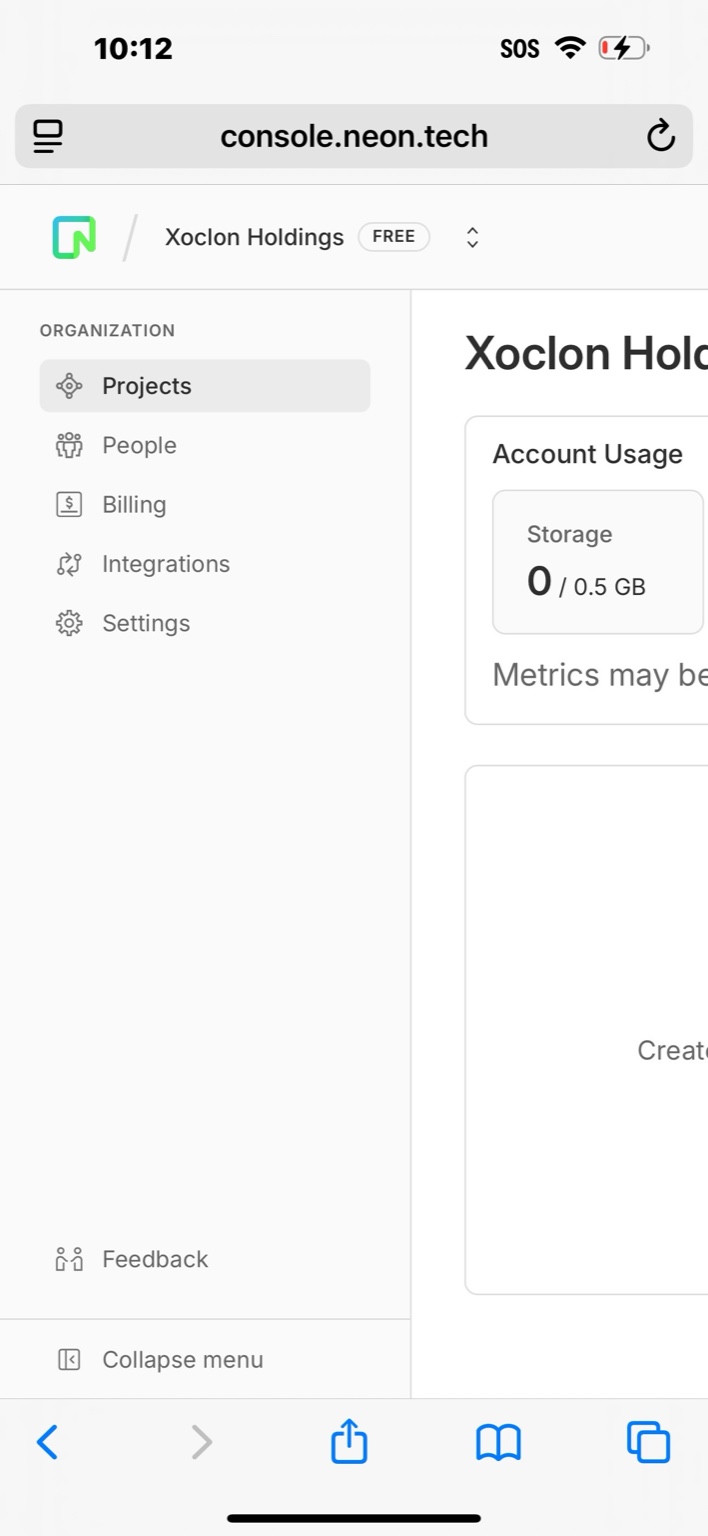 10:12
SOS
console.neon.tech
Xoclon Holdings FREE
ORGANIZATION
Projects
People
Billing
Integrations
Settings
Feedback
Collapse menu
Xoclon Hold
Account Usage
Storage
0 / 0.5 GB
Metrics may be
Create